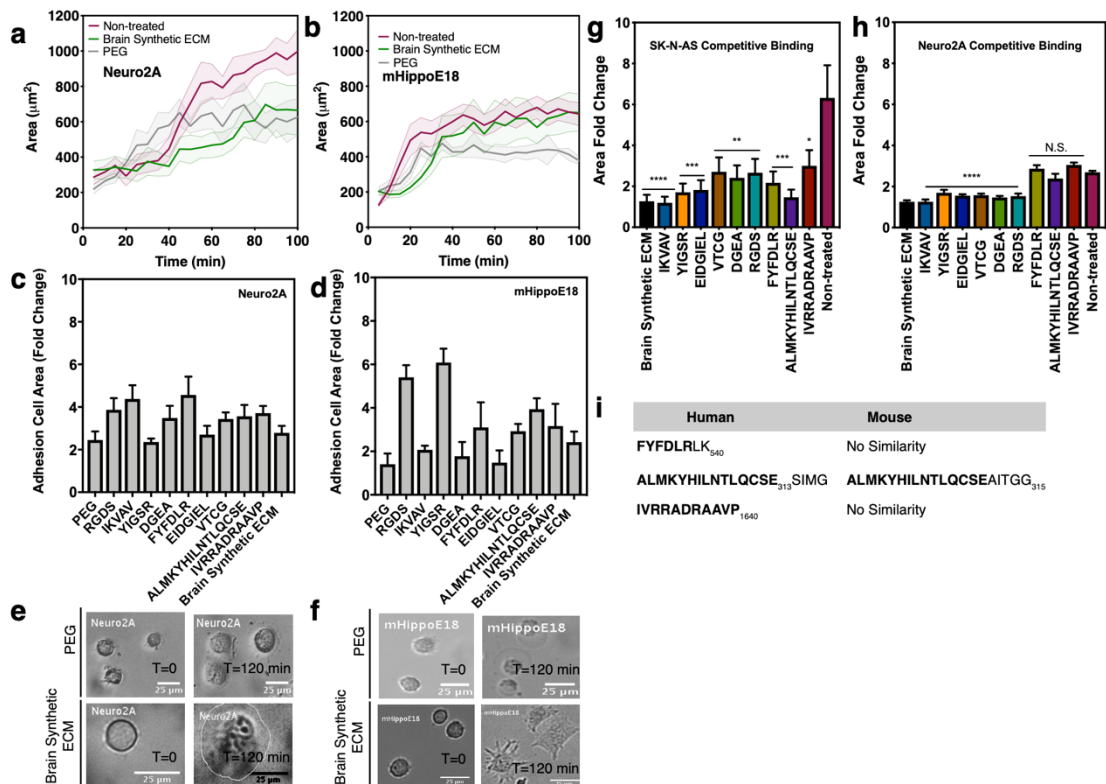 a
1200
1000
800
600
400
200
0
Area (μm²)
Non-treated
Brain Synthetic ECM
PEG
Neuro2A
0 20 40 60 80 100
Time (min)
b
1200
1000
800
600
400
200
0
Area (μm²)
Non-treated
Brain Synthetic ECM
PEG
mHippoE18
0 20 40 60 80 100
Time (min)
g
10
8
6
4
2
0
Area Fold Change
SK-N-AS Competitive Binding
****
***
**
***
*
Brain Synthetic ECM
IKVAV
YIGSR
EIDGIEL
VTCG
DGEA
RGDS
FYFDLR
ALMKYHILNTLQCSE
IVRRADRAAVP
Non-treated
h
10
8
6
4
2
0
Area Fold Change
Neuro2A Competitive Binding
****
N.S.
Brain Synthetic ECM
IKVAV
YIGSR
EIDGIEL
VTCG
DGEA
RGDS
FYFDLR
ALMKYHILNTLQCSE
IVRRADRAAVP
Non-treated
c
10
8
6
4
2
0
Adhesion Cell Area (Fold Change)
Neuro2A
PEG
RGDS
IKVAV
YIGSR
DGEA
FYFDLR
EIDGIEL
VTCG
ALMKYHILNTLQCSE
IVRRADRAAVP
Brain Synthetic ECM
d
10
8
6
4
2
0
Adhesion Cell Area (Fold Change)
mHippoE18
PEG
RGDS
IKVAV
YIGSR
DGEA
FYFDLR
EIDGIEL
VTCG
ALMKYHILNTLQCSE
IVRRADRAAVP
Brain Synthetic ECM
i
Human Mouse
FYFDLRLK540 No Similarity
ALMKYHILNTLQCSE313SIMG ALMKYHILNTLQCSEAITGG315
IVRRADRAAVP1640 No Similarity
e
PEG
Neuro2A
T=0
25 μm
Neuro2A
T=120 min
25 μm
Brain Synthetic
ECM
Neuro2A
T=0
25 μm
Neuro2A
T=120 min
25 μm
f
PEG
mHippoE18
T=0
25 μm
mHippoE18
T=120 min
25 μm
Brain Synthetic
ECM
mHippoE18
T=0
25 μm
mHippoE18
T=120 min